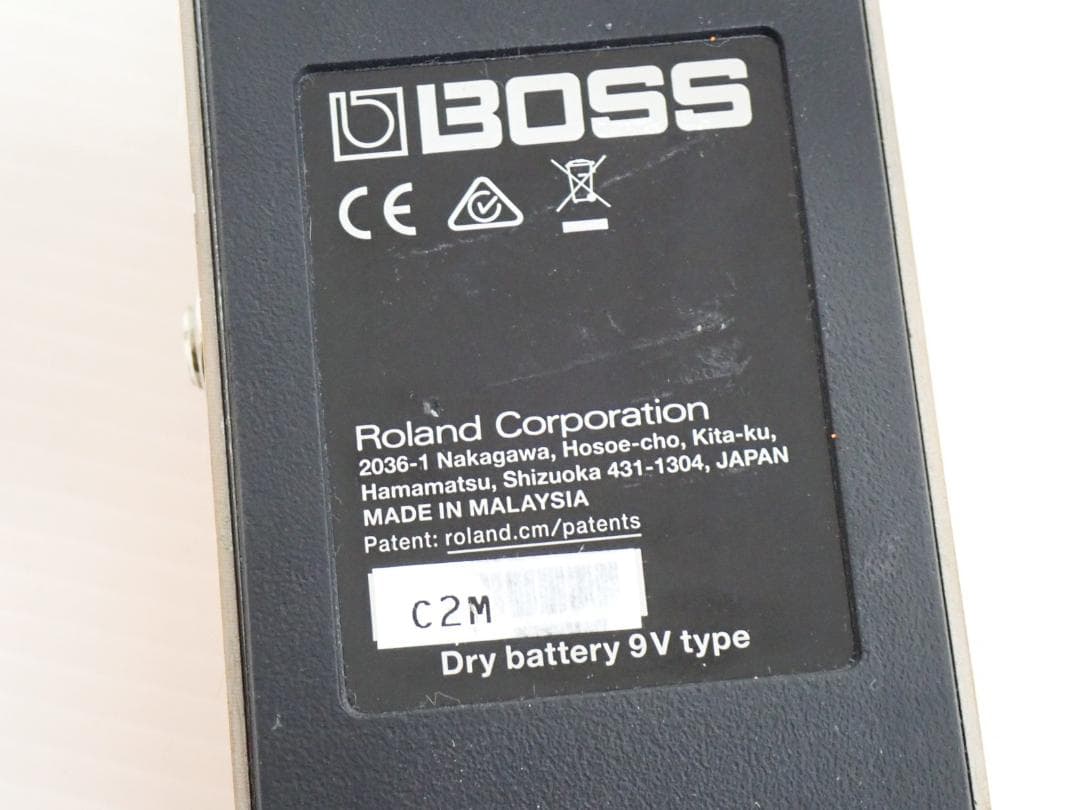 BOSS
CE
Roland Corporation
2036-1 Nakagawa, Hosoe-cho, Kita-ku,
Hamamatsu, Shizuoka 431-1304, JAPAN
MADE IN MALAYSIA
Patent: roland.cm/patents
C2M
Dry battery 9V type